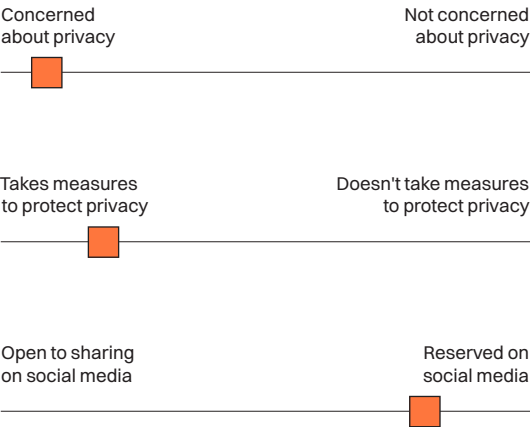 Concerned
about privacy
Not concerned
about privacy
Takes measures
to protect privacy
Doesn't take measures
to protect privacy
Open to sharing
on social media
Reserved on
social media